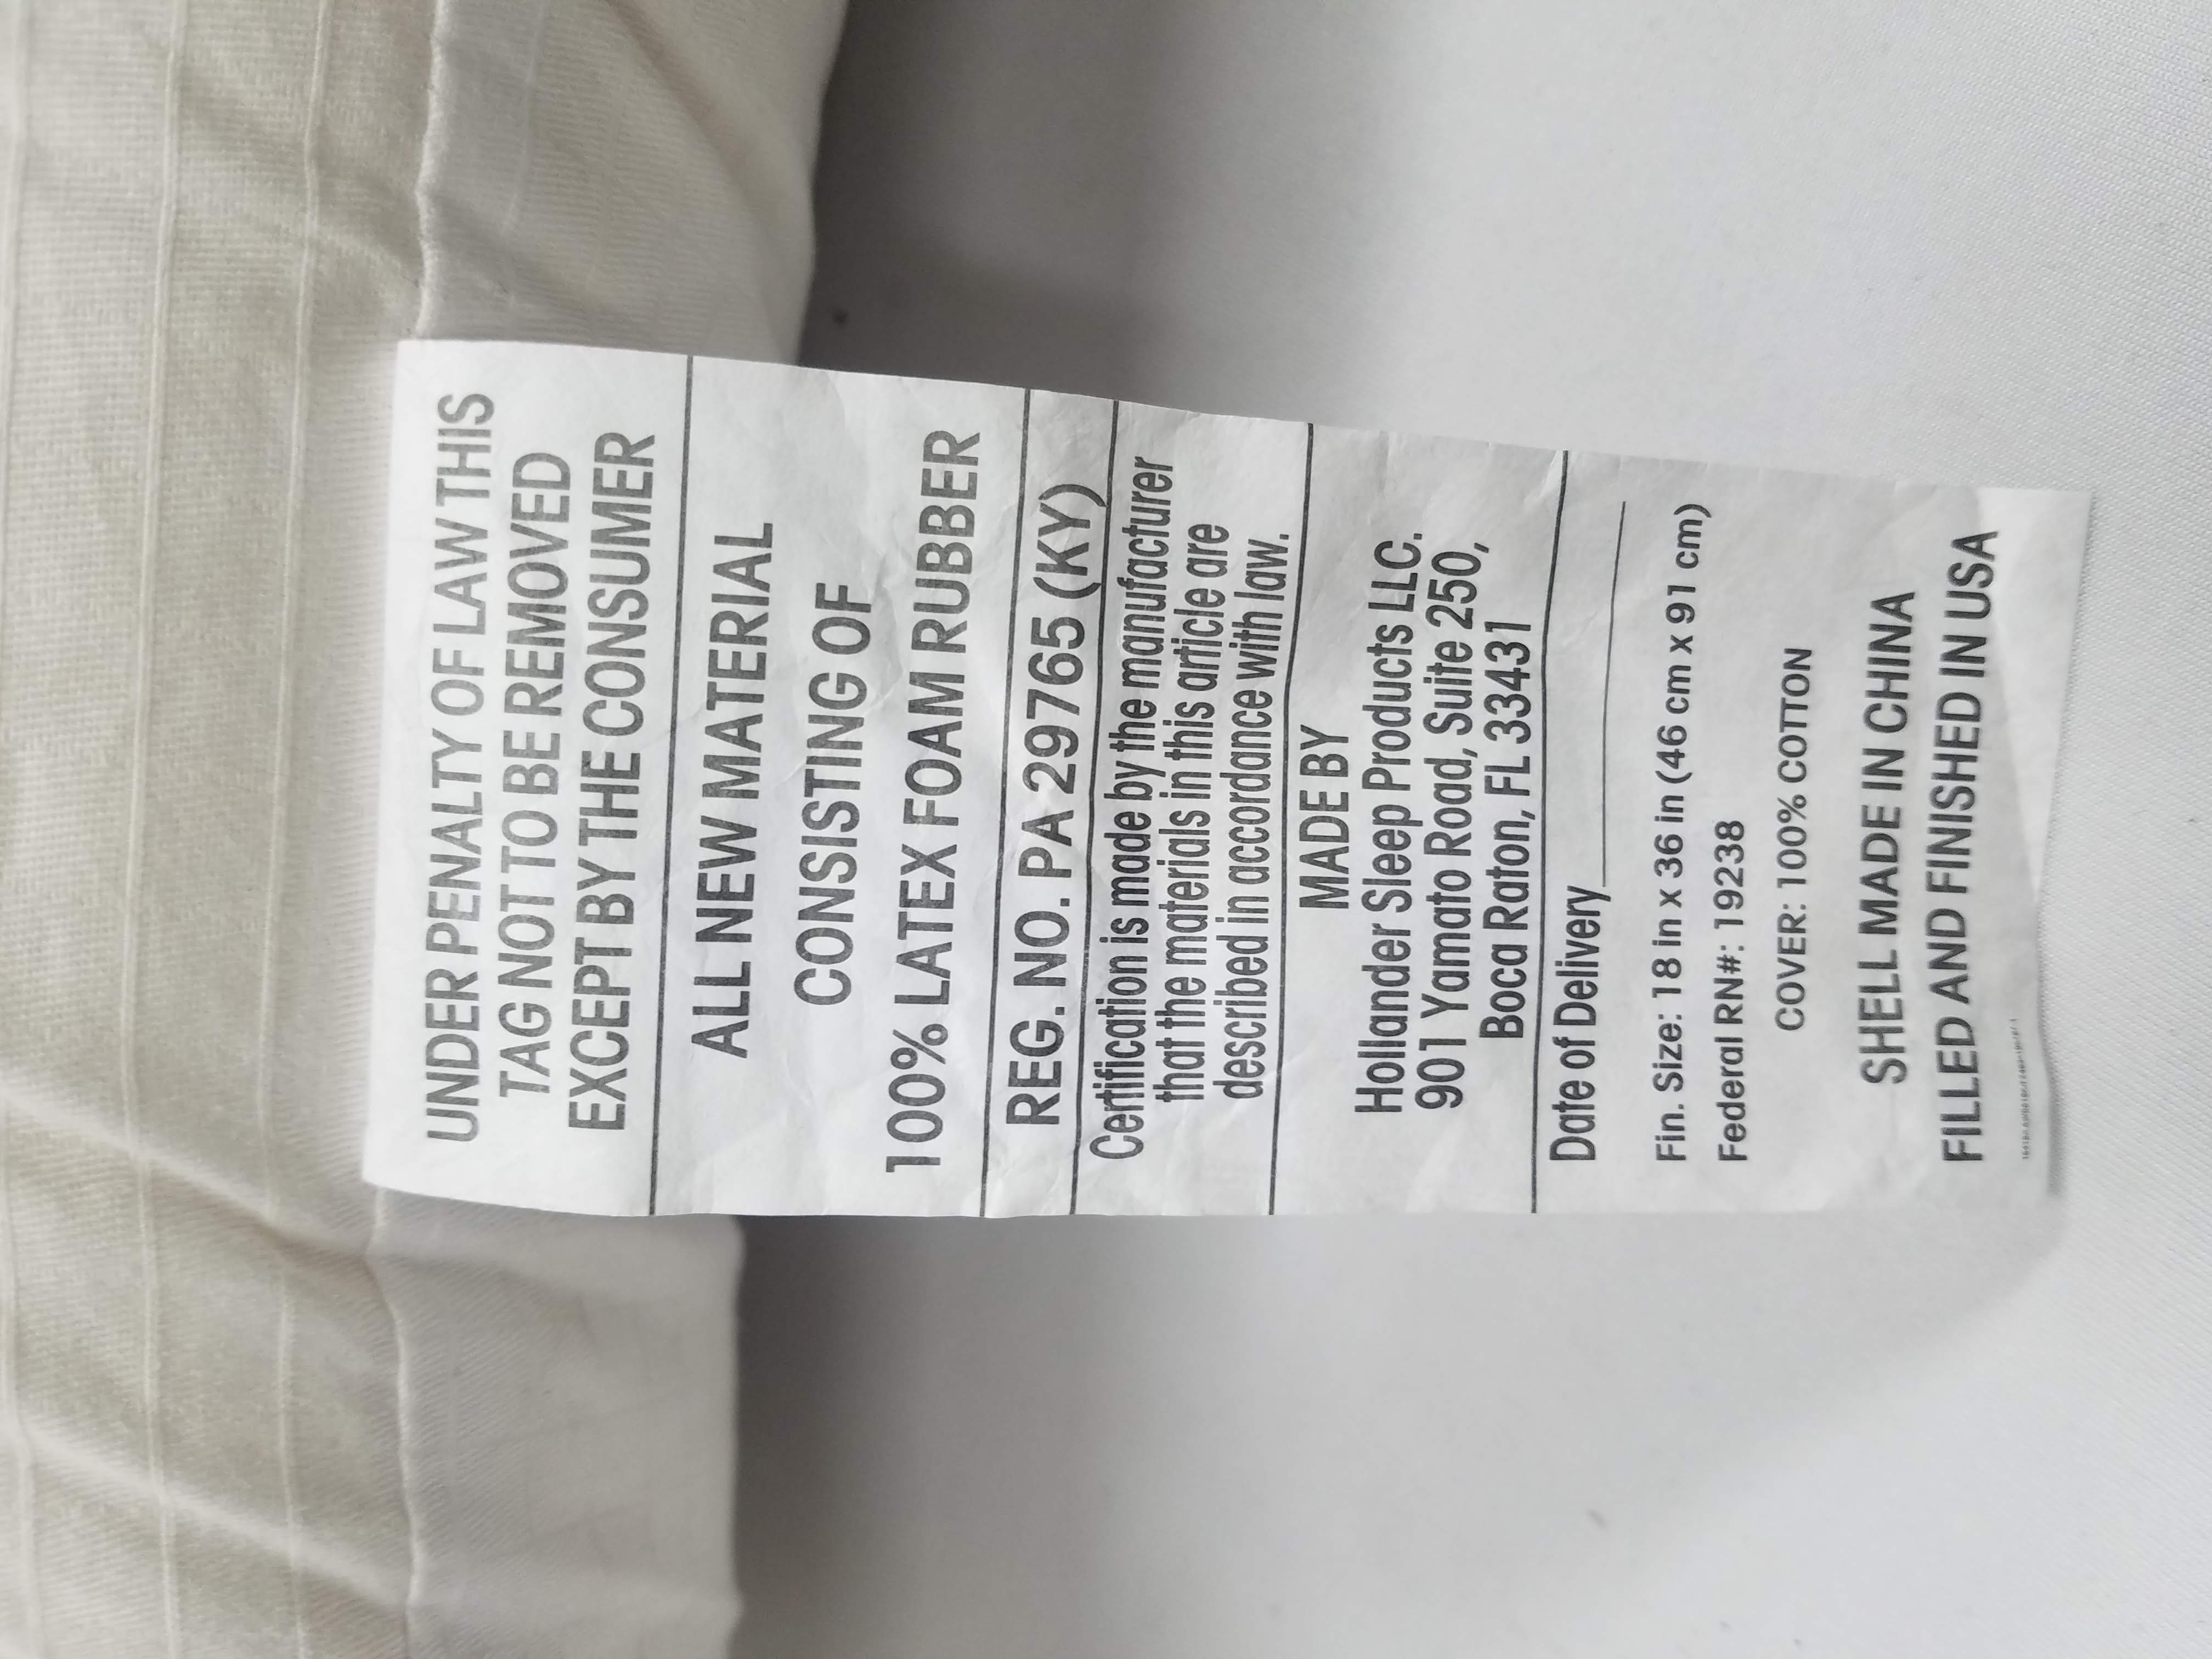 UNDER PENALTY OF LAW THIS
TAG NOT TO BE REMOVED
EXCEPT BY THE CONSUMER
ALL NEW MATERIAL
CONSISTING OF
100% LATEX FOAM RUBBER
REG. NO. PA 29765 (KY)
Certification is made by the manufacturer
that the materials in this article are
described in accordance with law.
MADE BY
Hollander Sleep Products LLC.
901 Yamato Road, Suite 250,
Boca Raton, FL 33431
Date of Delivery
Fin. Size: 18 in x 36 in (46 cm x 91 cm)
Federal RN#: 19238
COVER: 100% COTTON
SHELL MADE IN CHINA
FILLED AND FINISHED IN USA